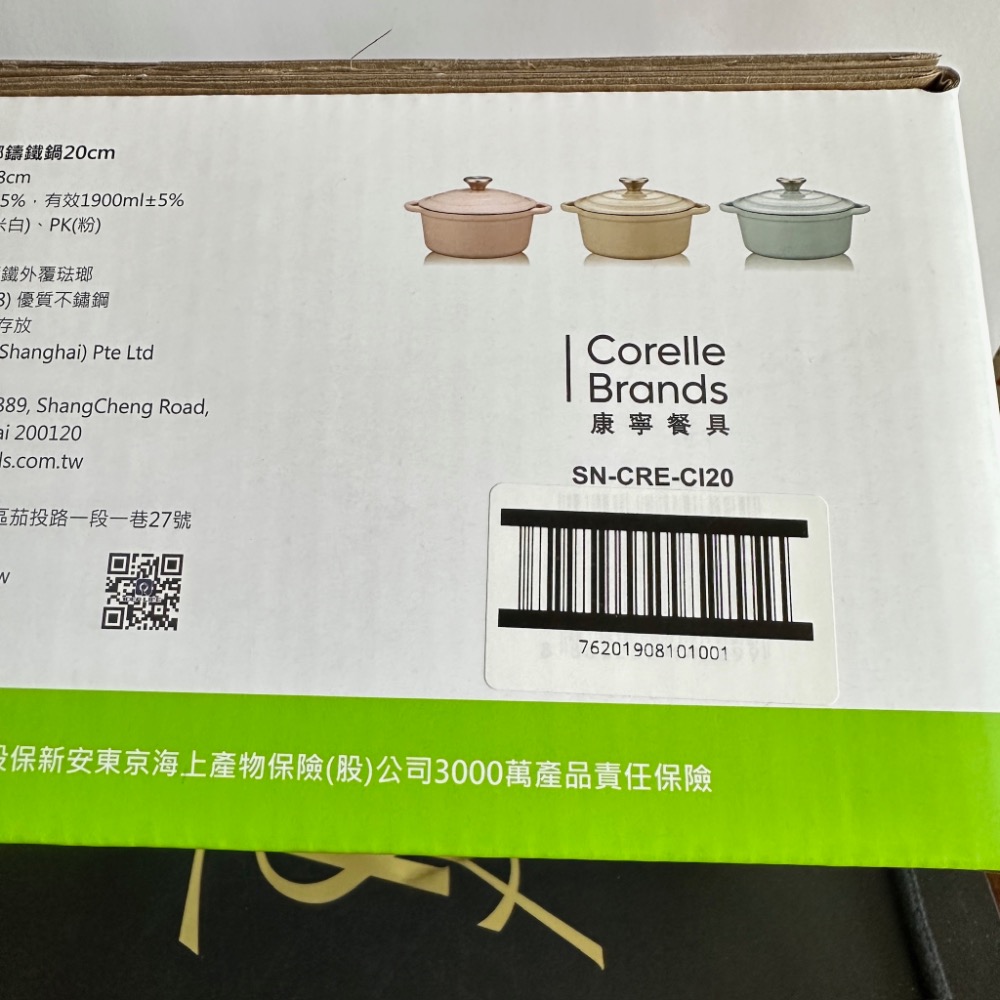 鑄鐵鍋20cm
8cm
5%，有效1900ml±5%
米白)、PK(粉)
鐵外覆琺瑯
8) 優質不鏽鋼
存放
Shanghai) Pte Ltd
889, ShangCheng Road,
ai 200120
ls.com.tw
區茄投路一段一巷27號
w
Corelle
Brands
康寧餐具
SN-CRE-CI20
76201908101001
投保新安東京海上產物保險(股)公司3000萬產品責任保險